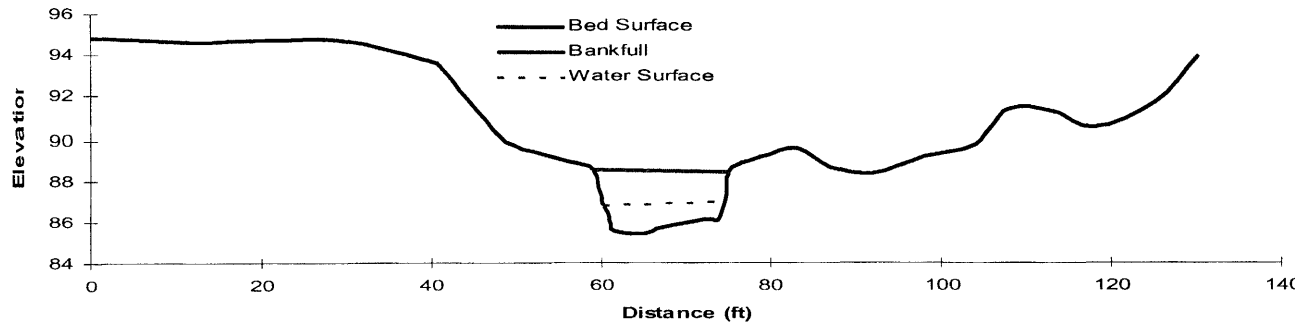 96
94
92
90
88
86
84
Elevatior
Bed Surface
Bankfull
Water Surface
0 20 40 60 80 100 120 140
Distance (ft)